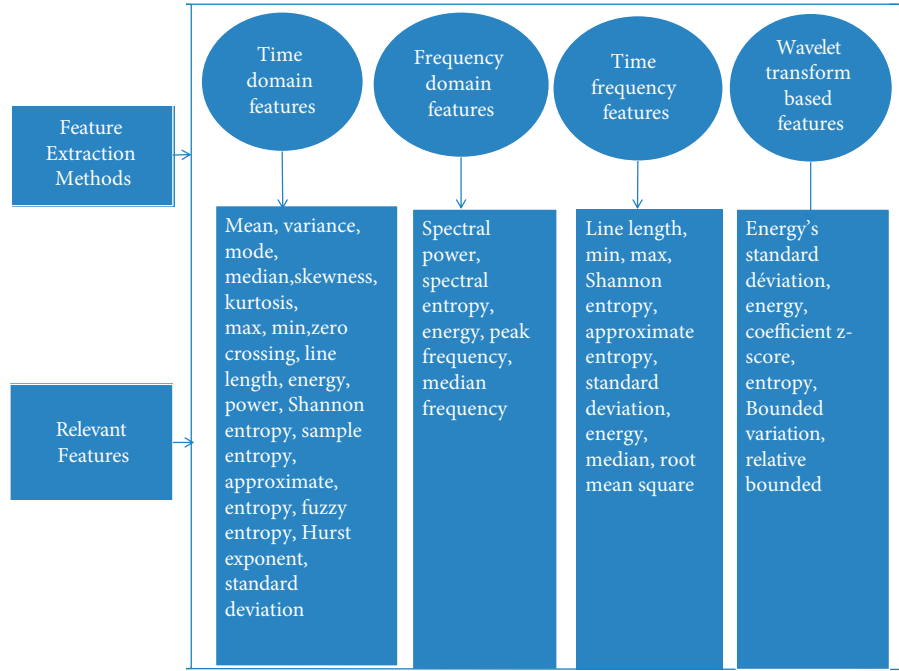 Feature
Extraction
Methods
Relevant
Features
Time
domain
features
Frequency
domain
features
Time
frequency
features
Wavelet
transform
based
features
Mean, variance,
mode,
median,skewness,
kurtosis,
max, min,zero
crossing, line
length, energy,
power, Shannon
entropy, sample
entropy,
approximate,
entropy, fuzzy
entropy, Hurst
exponent,
standard
deviation
Spectral
power,
spectral
entropy,
energy, peak
frequency,
median
frequency
Line length,
min, max,
Shannon
entropy,
approximate
entropy,
standard
deviation,
energy,
median, root
mean square
Energy’s
standard
déviation,
energy,
coefficient z-
score,
entropy,
Bounded
variation,
relative
bounded